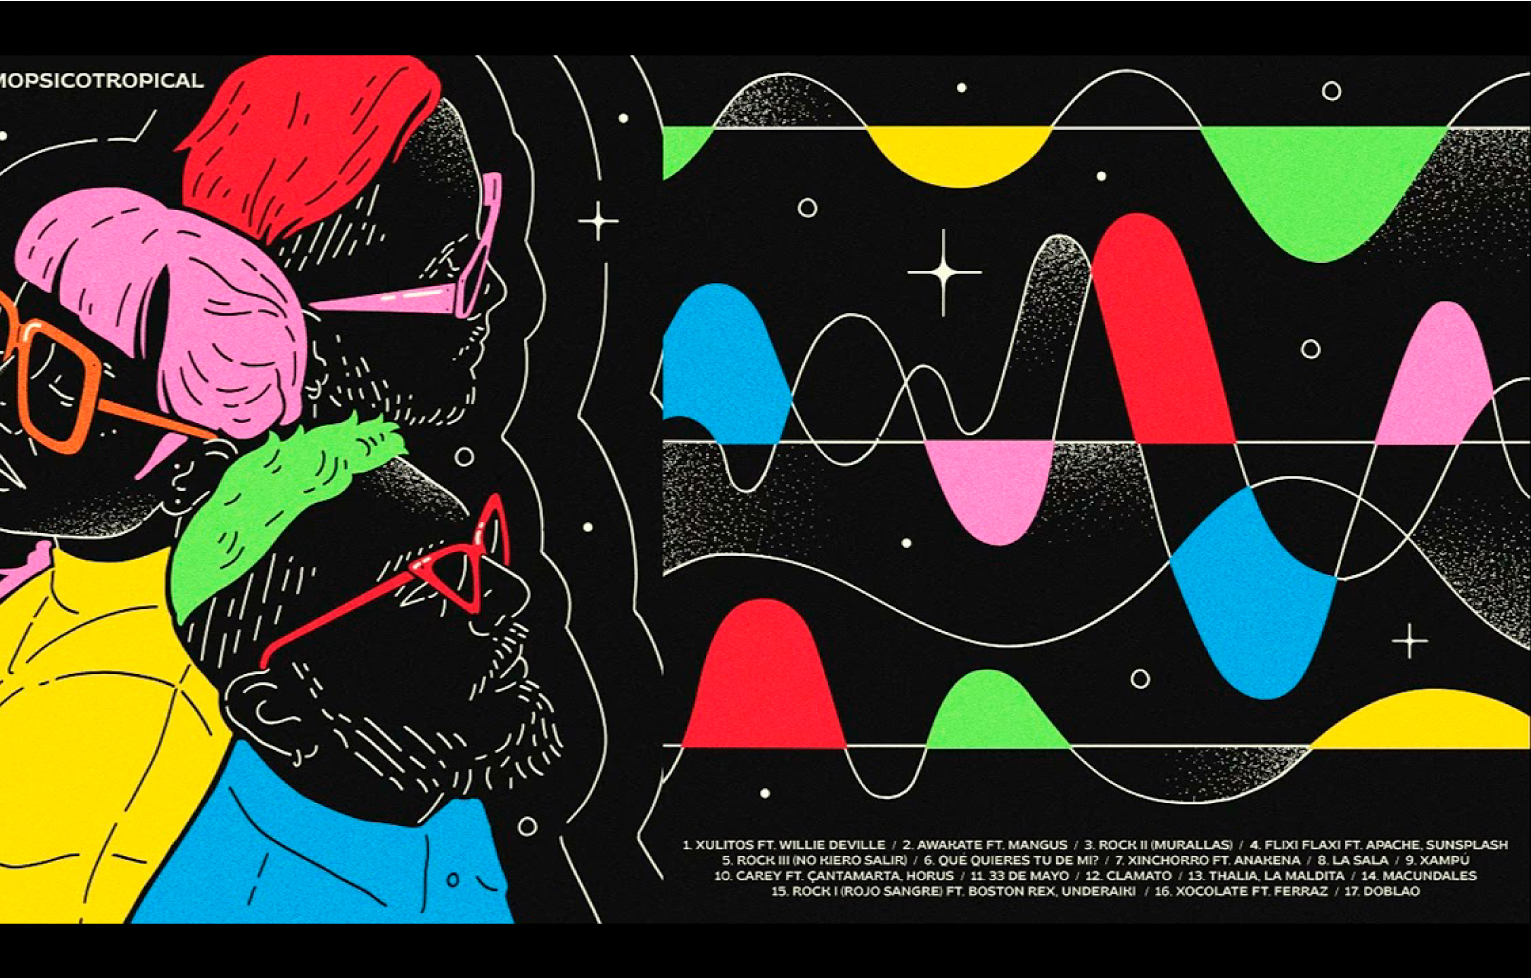 MOPSICOTROPICAL
1. XULITOS FT. WILLIE DEVILLE / 2. AWAKATE FT. MANGUS / 3. ROCK II (MURALLAS) / 4. FLIXI FLAXI FT. APACHE, SUNSPLASH
5. ROCK III (NO KIERO SALIR) / 6. QUÉ QUIERES TU DE MI? / 7. XINCHORRO FT. ANAKENA / 8. LA SALA / 9. XAMPÚ
10. CAREY FT. ÇANTAMARTA, HORUS / 11. 33 DE MAYO / 12. CLAMATO / 13. THALIA, LA MALDITA / 14. MACUNDALES
15. ROCK I (ROJO SANGRE) FT. BOSTON REX, UNDERAIKI / 16. XOCOLATE FT. FERRAZ / 17. DOBLAO